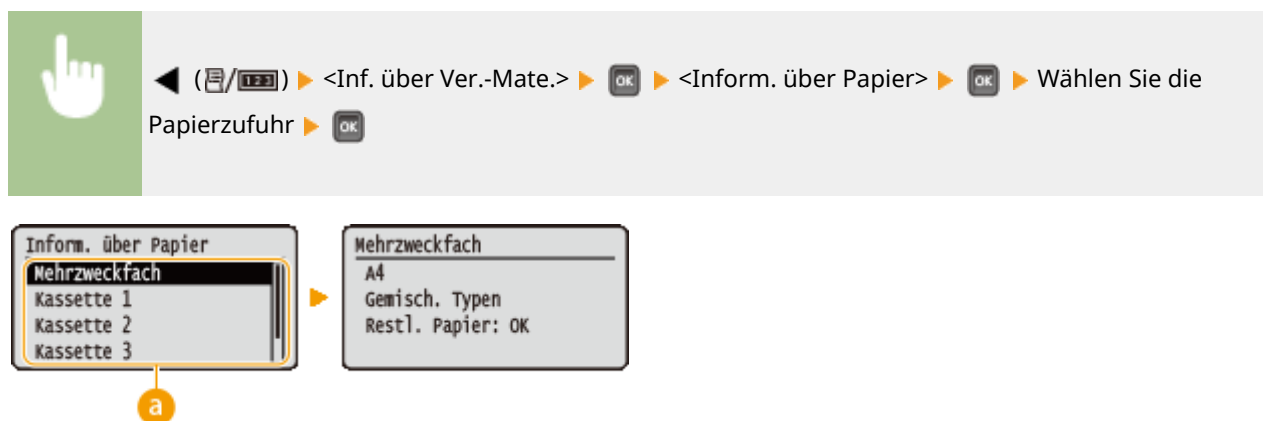 ◀ (/123) ▶ <Inf. über Ver.-Mate.> ▶ OK ▶ <Inform. über Papier> ▶ OK ▶ Wählen Sie die
Papierzufuhr ▶ OK
Inform. über Papier
Mehrzweckfach
Kassette 1
Kassette 2
Kassette 3
a
Mehrzweckfach
A4
Gemisch. Typen
Restl. Papier: OK